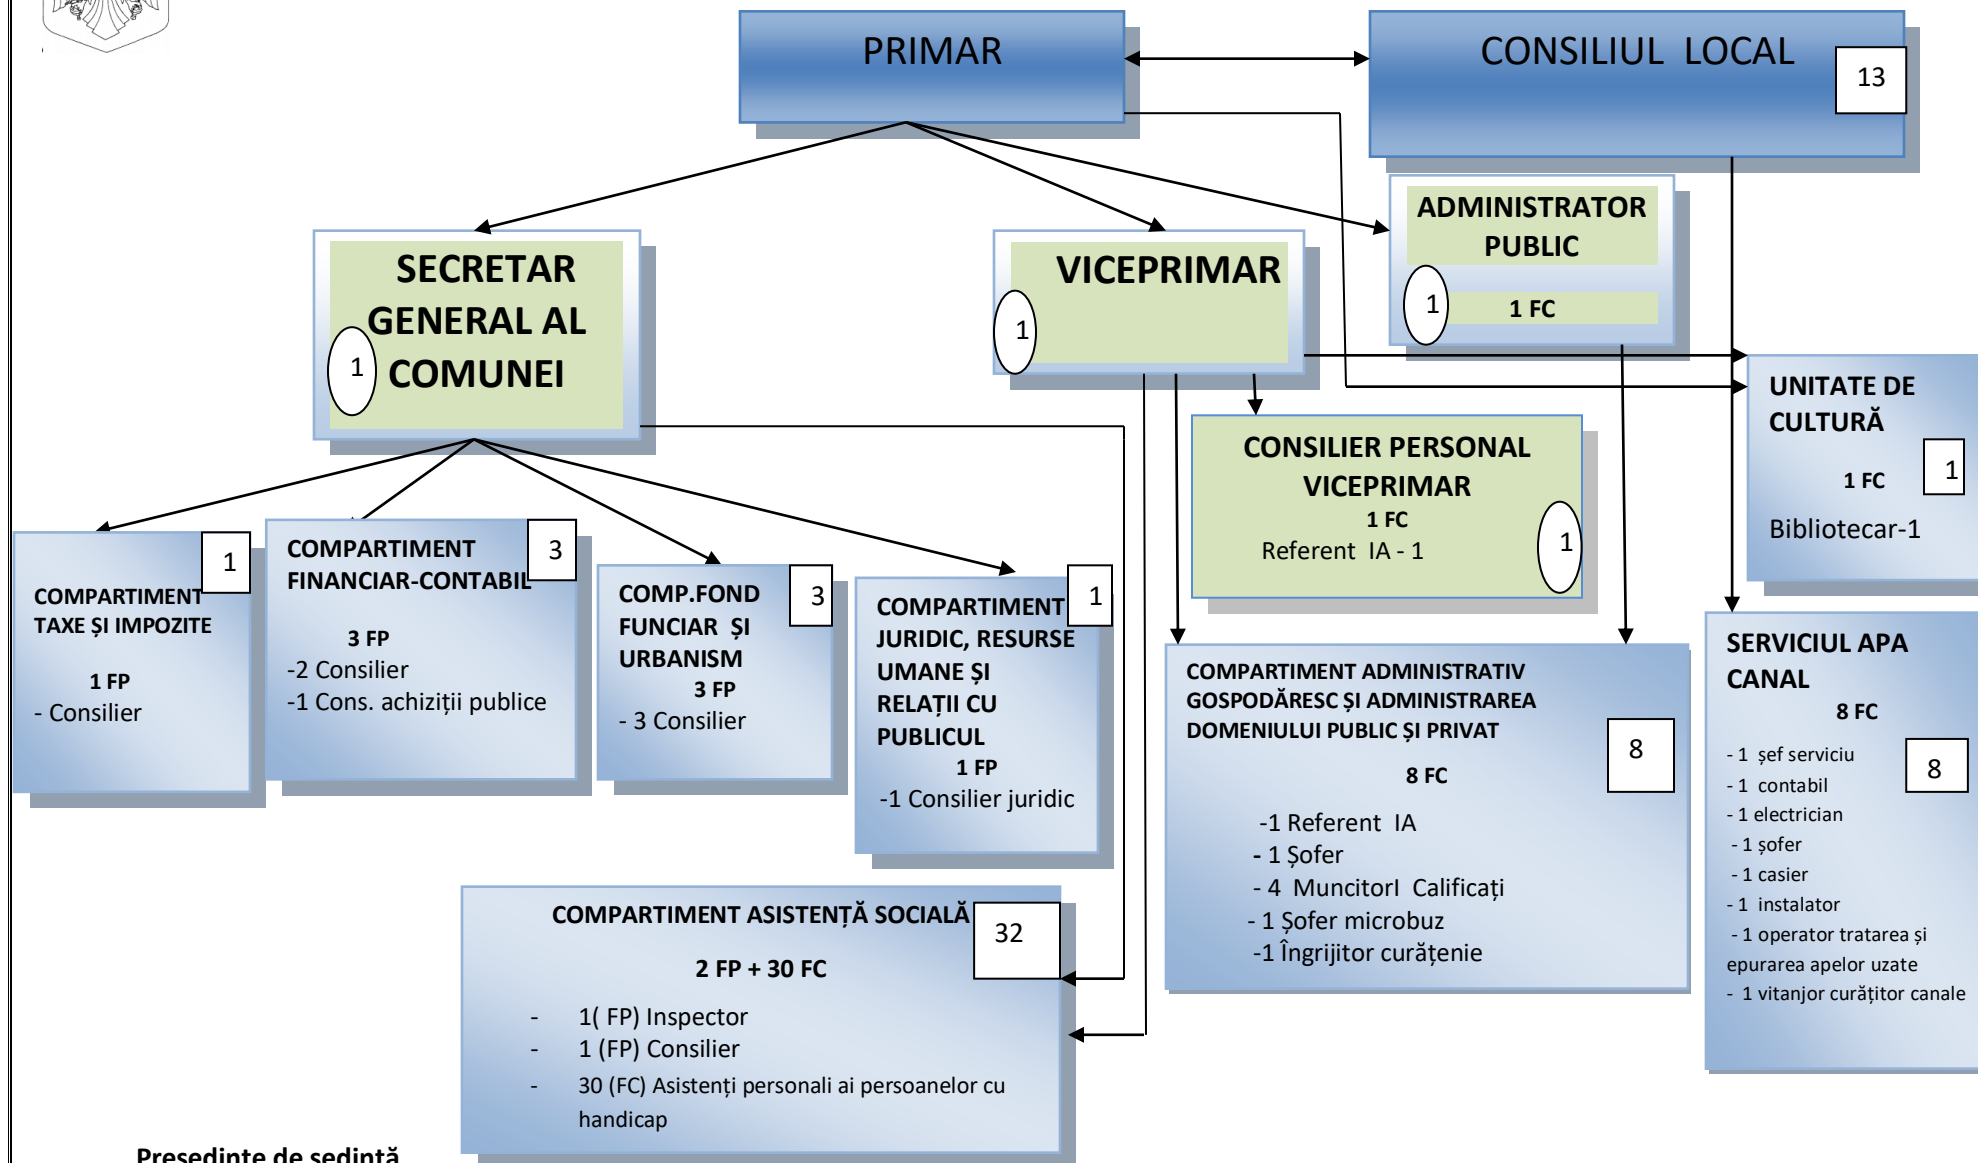 PRIMAR
CONSILIUL LOCAL
13
ADMINISTRATOR
PUBLIC
1
1 FC
SECRETAR
GENERAL AL
COMUNEI
1
VICEPRIMAR
1
UNITATE DE
CULTURĂ
1 FC
1
Bibliotecar-1
CONSILIER PERSONAL
VICEPRIMAR
1 FC
Referent IA - 1
1
COMPARTIMENT
TAXE ȘI IMPOZITE
1
1 FP
- Consilier
COMPARTIMENT
FINANCIAR-CONTABIL
3
3 FP
-2 Consilier
-1 Cons. achiziții publice
COMP.FOND
FUNCIAR ȘI
URBANISM
3
3 FP
- 3 Consilier
COMPARTIMENT
JURIDIC, RESURSE
UMANE ȘI
RELAȚII CU
PUBLICUL
1
1 FP
-1 Consilier juridic
COMPARTIMENT ADMINISTRATIV
GOSPODĂRESC ȘI ADMINISTRAREA
DOMENIULUI PUBLIC ȘI PRIVAT
8
8 FC
-1 Referent IA
- 1 Șofer
- 4 MuncitorI Calificați
- 1 Șofer microbuz
-1 Îngrijitor curățenie
SERVICIUL APA
CANAL
8 FC
8
- 1 șef serviciu
- 1 contabil
- 1 electrician
- 1 șofer
- 1 casier
- 1 instalator
- 1 operator tratarea și
epurarea apelor uzate
- 1 vitanjor curățitor canale
COMPARTIMENT ASISTENȚĂ SOCIALĂ
32
2 FP + 30 FC
- 1( FP) Inspector
- 1 (FP) Consilier
- 30 (FC) Asistenți personali ai persoanelor cu
handicap
Președinte de ședință